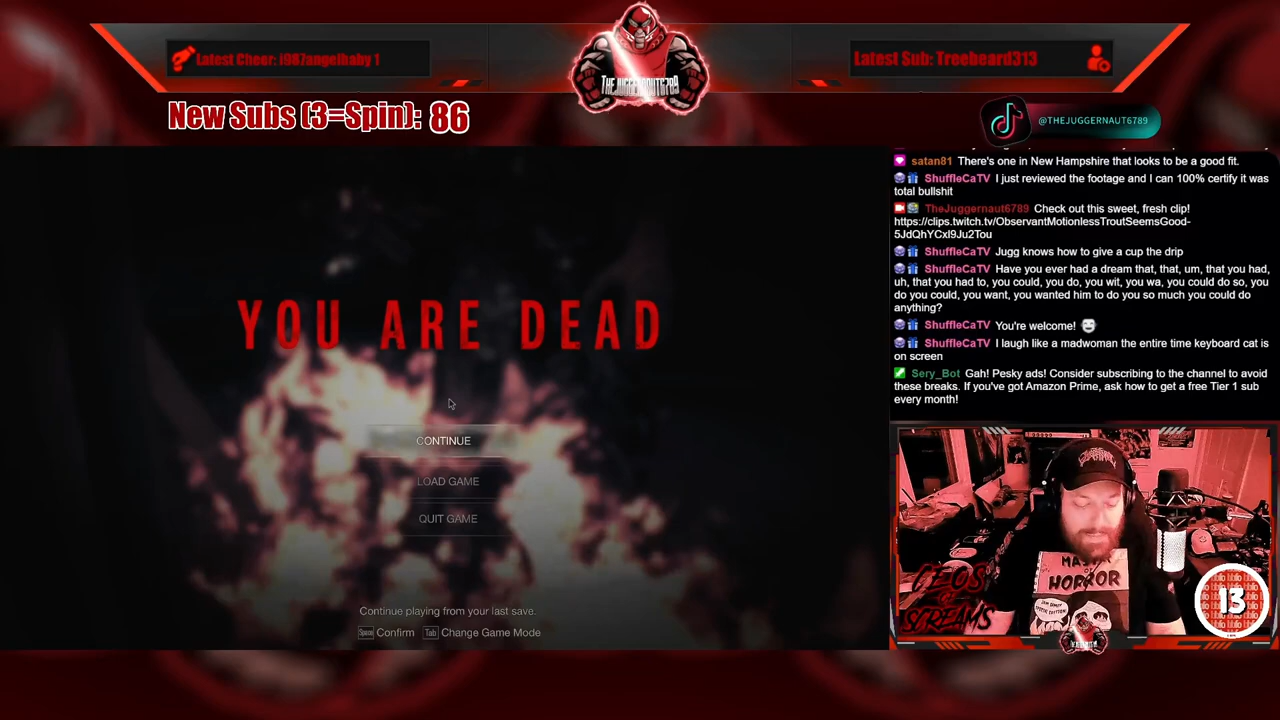 Latest Cheer: i987angelbaby 1
THEJUGGERNAUT6789
Latest Sub: Treebeard313
New Subs (3=Spin): 86
@THEJUGGERNAUT6789
satan81 There's one in New Hampshire that looks to be a good fit.
ShuffleCaTV I just reviewed the footage and I can 100% certify it was
total bullshit
TheJuggernaut6789 Check out this sweet, fresh clip!
https://clips.twitch.tv/ObservantMotionlessTroutSeemsGood-
5JdQhYCxl9Ju2Tou
ShuffleCaTV Jugg knows how to give a cup the drip
ShuffleCaTV Have you ever had a dream that, that, um, that you had,
uh, that you had to, you could, you do, you wit, you wa, you could do so, you
do you could, you want, you wanted him to do you so much you could do
anything?
ShuffleCaTV You're welcome!
ShuffleCaTV I laugh like a madwoman the entire time keyboard cat is
on screen
Sery_Bot Gah! Pesky ads! Consider subscribing to the channel to avoid
these breaks. If you've got Amazon Prime, ask how to get a free Tier 1 sub
every month!
YOU ARE DEAD
CONTINUE
LOAD GAME
QUIT GAME
Continue playing from your last save.
Space Confirm Tab Change Game Mode
HORROR
SCREAMS
13